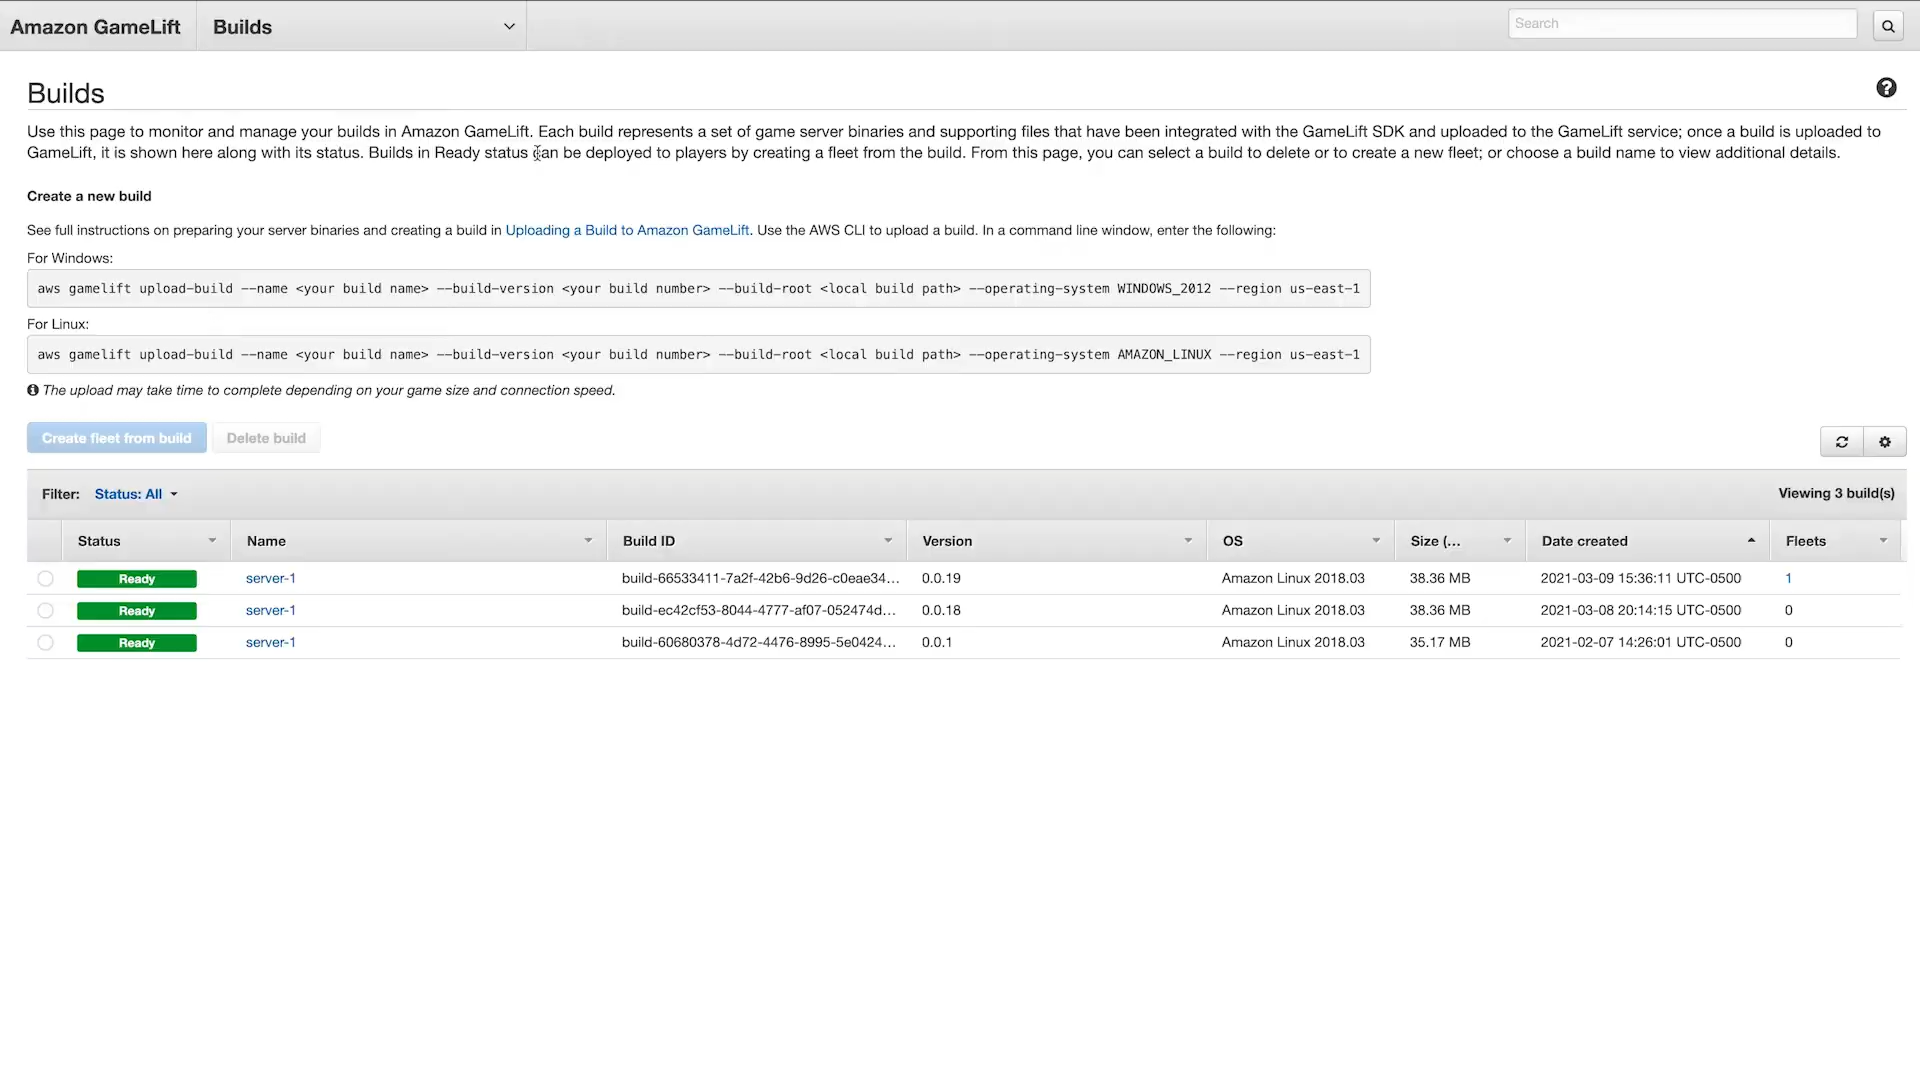 Amazon GameLift
Builds
Search
Builds
Use this page to monitor and manage your builds in Amazon GameLift. Each build represents a set of game server binaries and supporting files that have been integrated with the GameLift SDK and uploaded to the GameLift service; once a build is uploaded to
GameLift, it is shown here along with its status. Builds in Ready status can be deployed to players by creating a fleet from the build. From this page, you can select a build to delete or to create a new fleet; or choose a build name to view additional details.
Create a new build
See full instructions on preparing your server binaries and creating a build in Uploading a Build to Amazon GameLift. Use the AWS CLI to upload a build. In a command line window, enter the following:
For Windows:
aws gamelift upload-build --name <your build name> --build-version <your build number> --build-root <local build path> --operating-system WINDOWS_2012 --region us-east-1
For Linux:
aws gamelift upload-build --name <your build name> --build-version <your build number> --build-root <local build path> --operating-system AMAZON_LINUX --region us-east-1
The upload may take time to complete depending on your game size and connection speed.
Create fleet from build Delete build
Filter: Status: All Viewing 3 build(s)
Status Name Build ID Version OS Size (... Date created Fleets
Ready server-1 build-66533411-7a2f-42b6-9d26-c0eae34... 0.0.19 Amazon Linux 2018.03 38.36 MB 2021-03-09 15:36:11 UTC-0500 1
Ready server-1 build-ec42cf53-8044-4777-af07-052474d... 0.0.18 Amazon Linux 2018.03 38.36 MB 2021-03-08 20:14:15 UTC-0500 0
Ready server-1 build-60680378-4d72-4476-8995-5e0424... 0.0.1 Amazon Linux 2018.03 35.17 MB 2021-02-07 14:26:01 UTC-0500 0